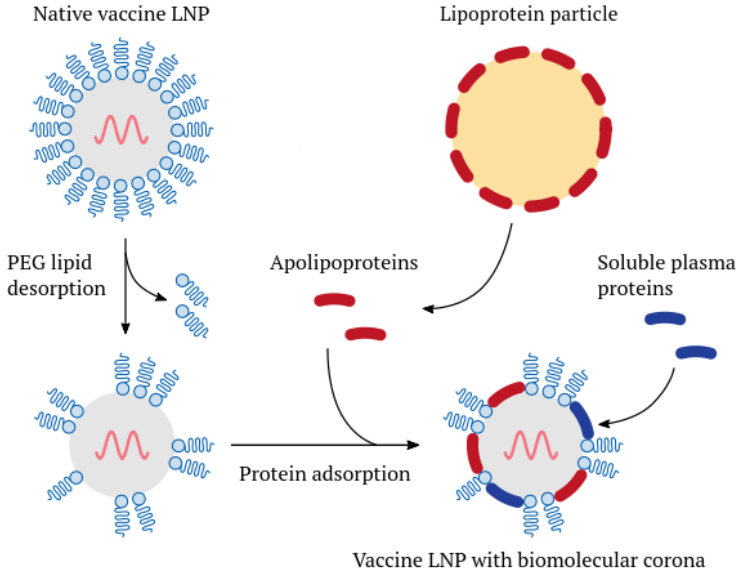 Native vaccine LNP
Lipoprotein particle
PEG lipid
desorption
Apolipoproteins
Soluble plasma
proteins
Protein adsorption
Vaccine LNP with biomolecular corona